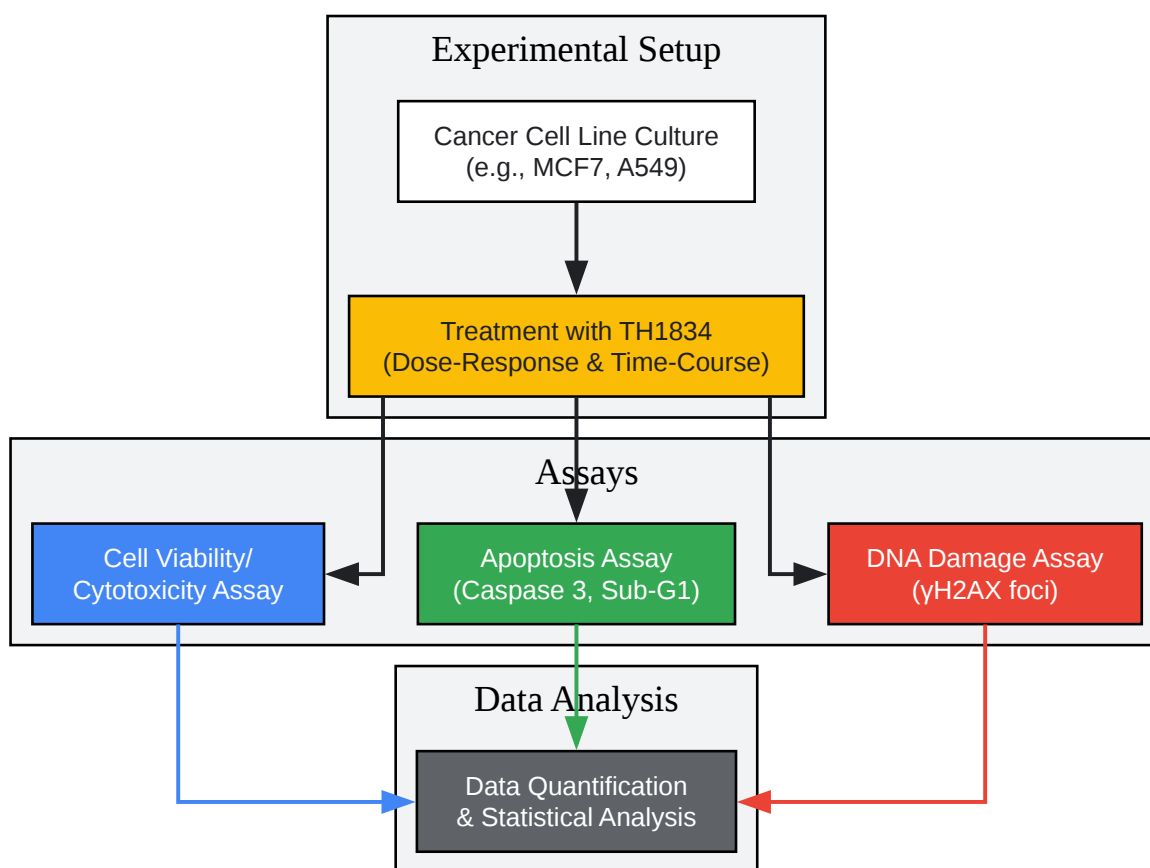 Experimental Setup
Cancer Cell Line Culture
(e.g., MCF7, A549)
Treatment with TH1834
(Dose-Response & Time-Course)
Assays
Cell Viability/
Cytotoxicity Assay
Apoptosis Assay
(Caspase 3, Sub-G1)
DNA Damage Assay
(γH2AX foci)
Data Analysis
Data Quantification
& Statistical Analysis